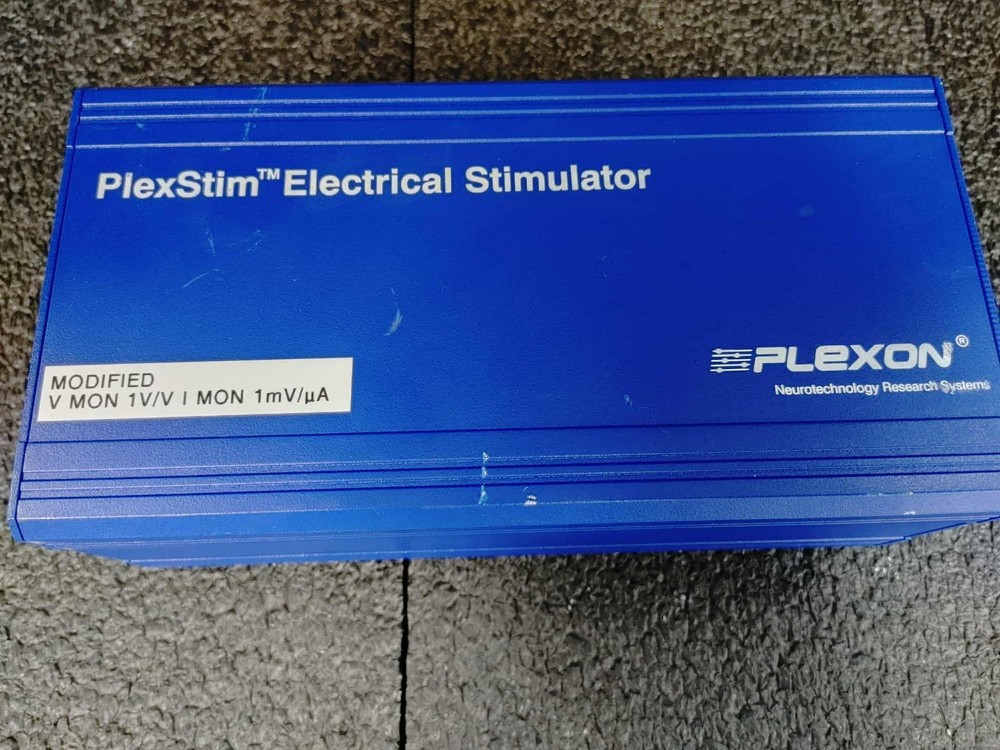 PlexStim™ Electrical Stimulator
PLEXON®
Neurotechnology Research Systems
MODIFIED
V MON 1V/V I MON 1mV/µA